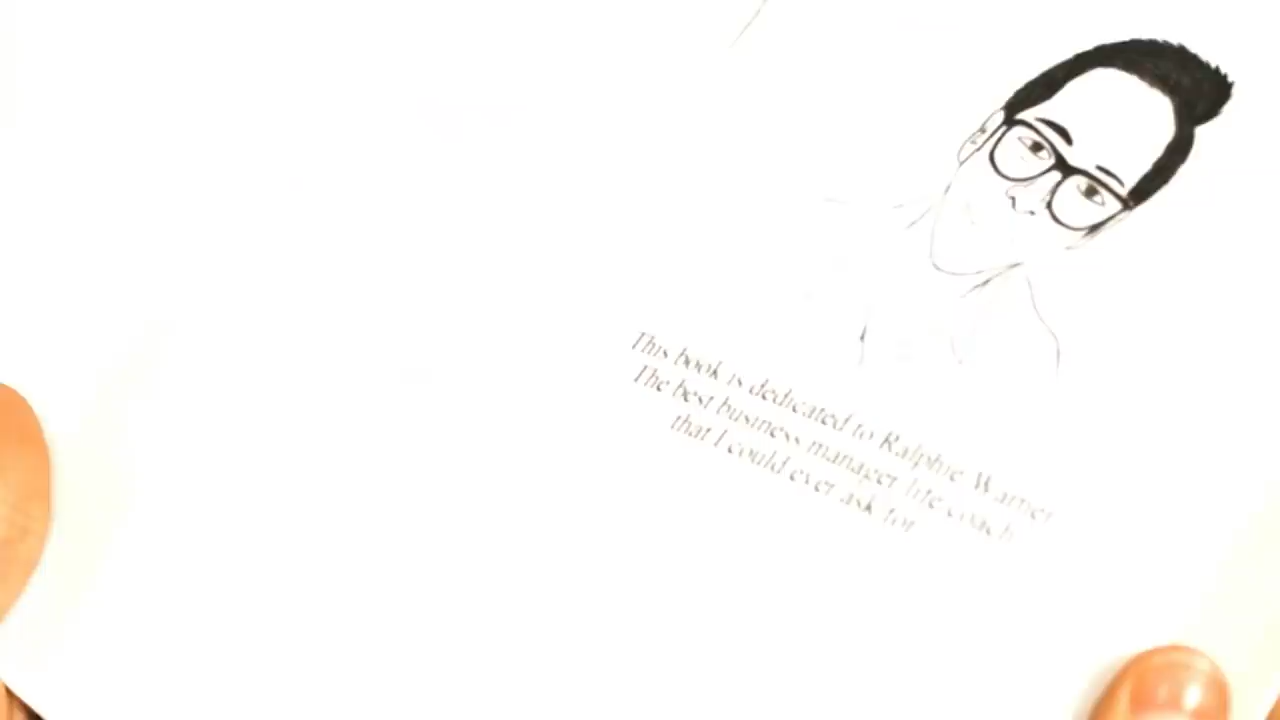 This book is dedicated to Ralphie Warner
The best business manager life coach
that I could ever ask for